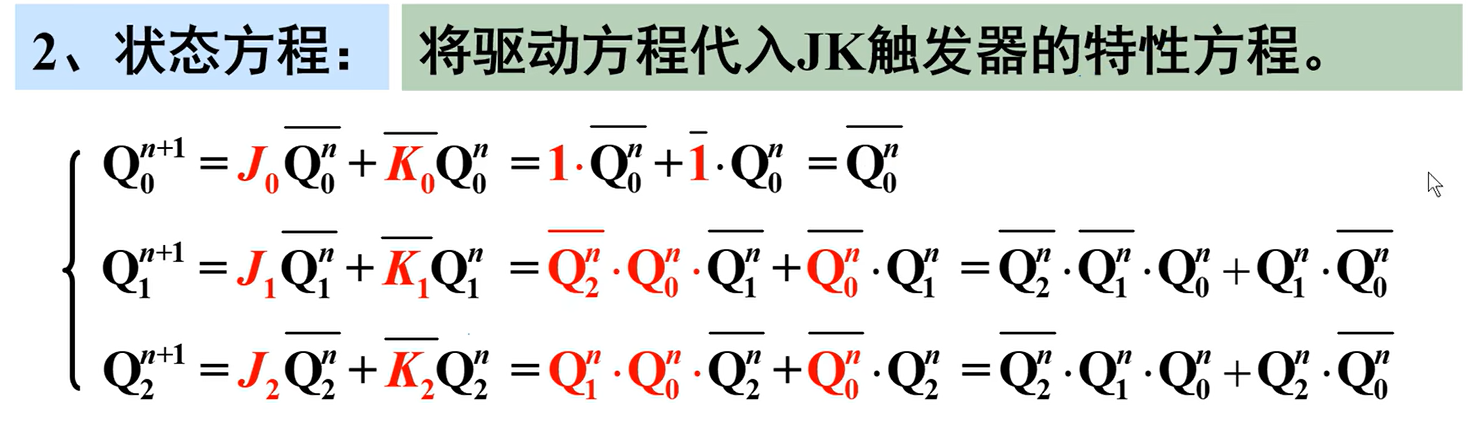 2、状态方程： 将驱动方程代入JK触发器的特性方程。
$Q_0^{n+1} = J_0\overline{Q_0^n} + \overline{K_0}Q_0^n = 1 \cdot \overline{Q_0^n} + \overline{1} \cdot Q_0^n = \overline{Q_0^n}$
$Q_1^{n+1} = J_1\overline{Q_1^n} + \overline{K_1}Q_1^n = \overline{Q_2^n} \cdot Q_0^n \cdot \overline{Q_1^n} + \overline{Q_0^n} \cdot Q_1^n = \overline{Q_2^n} \cdot \overline{Q_1^n} \cdot Q_0^n + Q_1^n \cdot \overline{Q_0^n}$
$Q_2^{n+1} = J_2\overline{Q_2^n} + \overline{K_2}Q_2^n = Q_1^n \cdot Q_0^n \cdot \overline{Q_2^n} + \overline{Q_0^n} \cdot Q_2^n = \overline{Q_2^n} \cdot Q_1^n \cdot Q_0^n + Q_2^n \cdot \overline{Q_0^n}$